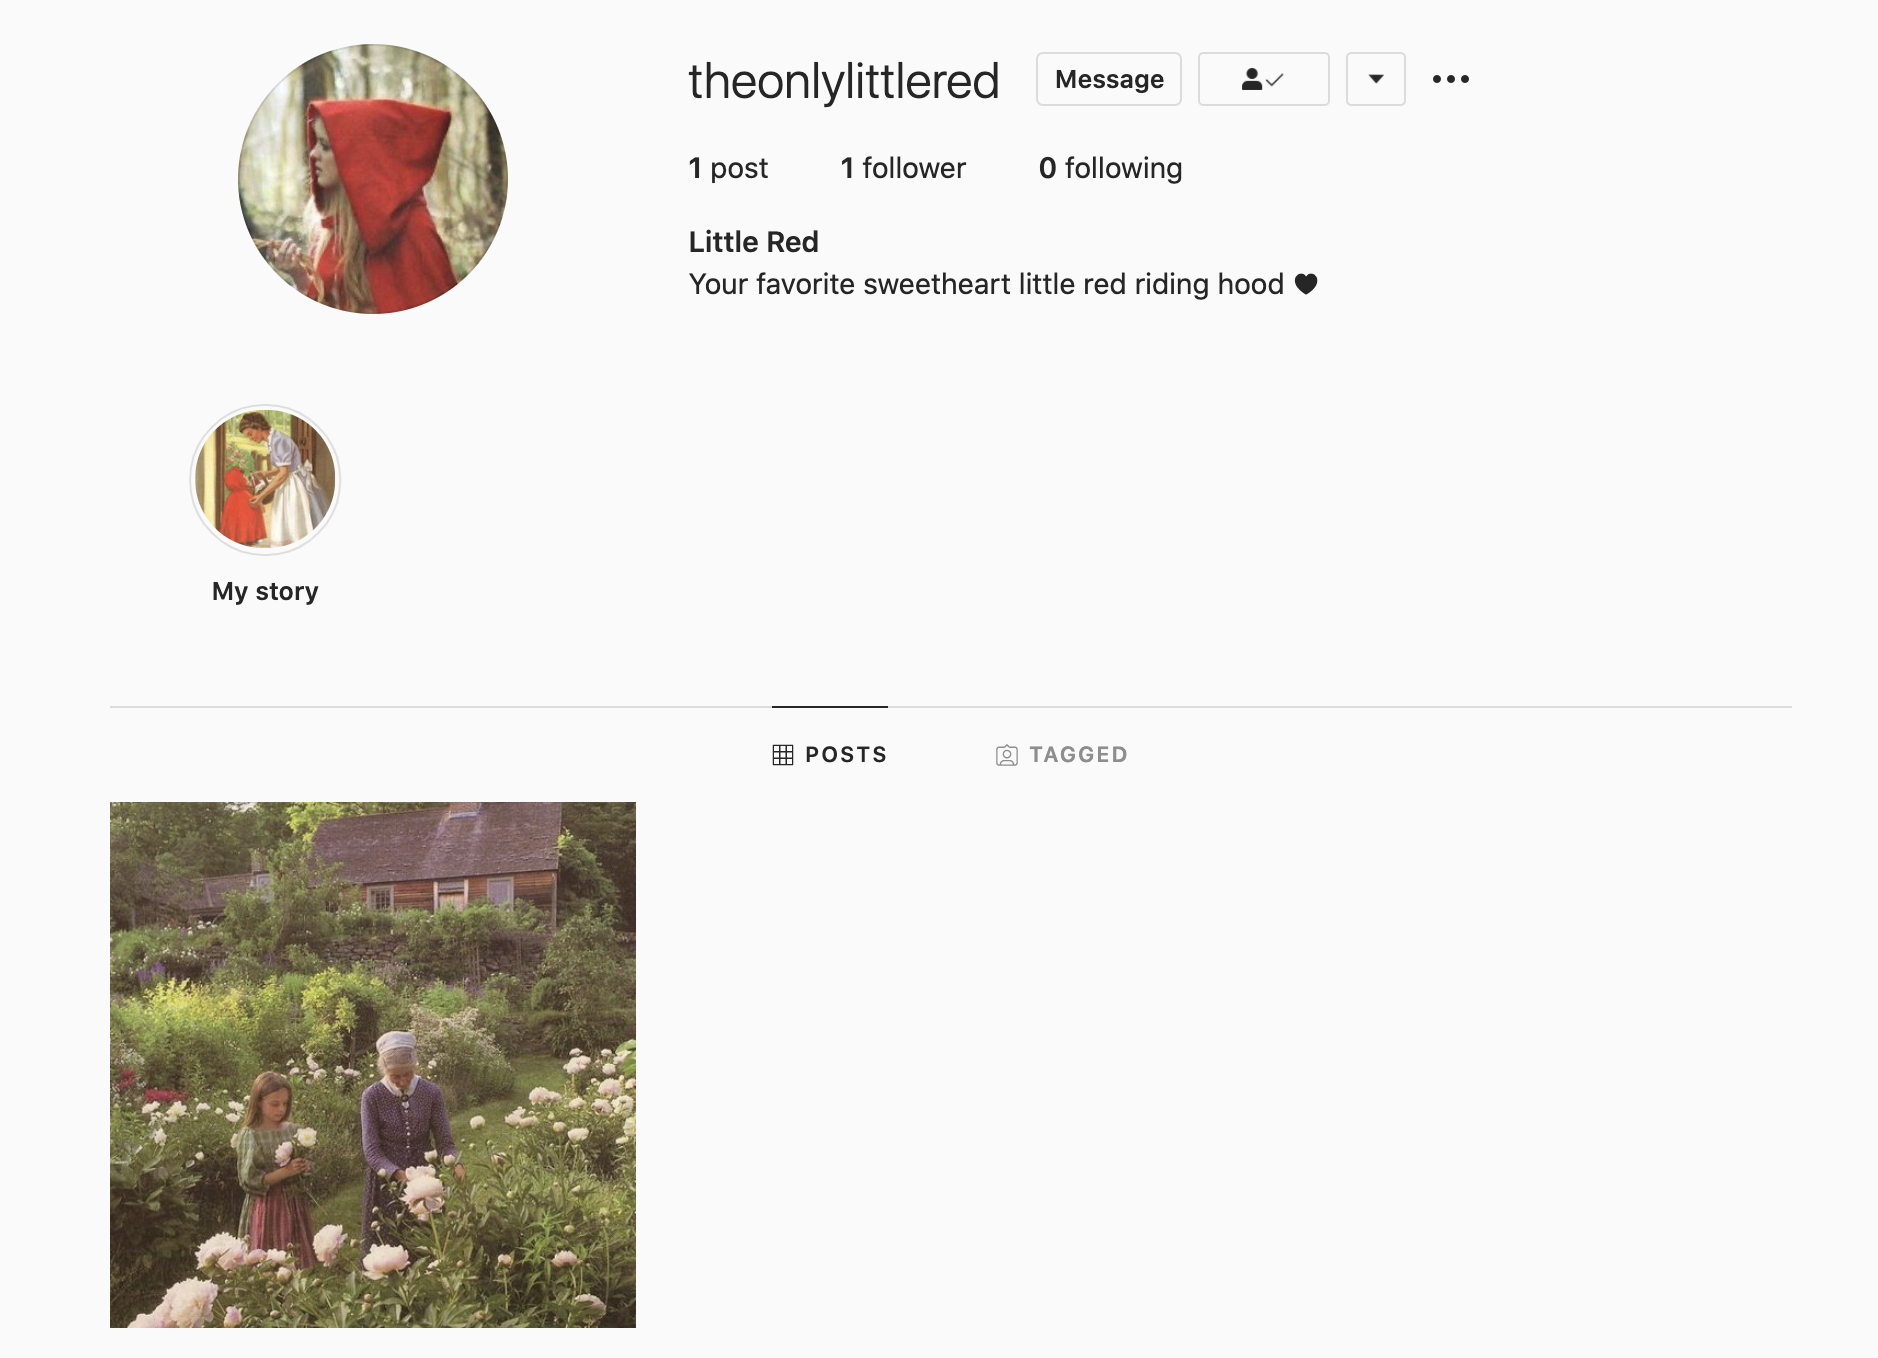 theonlylittlered Message
1 post 1 follower 0 following
Little Red
Your favorite sweetheart little red riding hood 🖤
My story
POSTS TAGGED